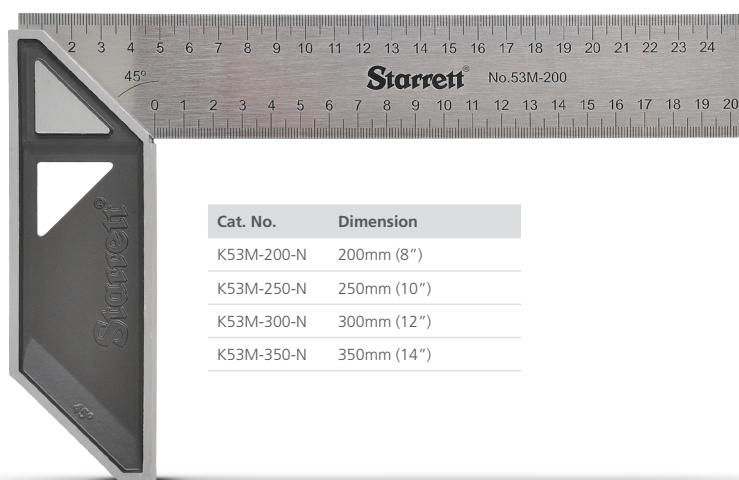 2 3 4 5 6 7 8 9 10 11 12 13 14 15 16 17 18 19 20 21 22 23 24
45º
Starrett® No.53M-200
0 1 2 3 4 5 6 7 8 9 10 11 12 13 14 15 16 17 18 19 20
Starrett®
45º
Cat. No. Dimension
K53M-200-N 200mm (8”)
K53M-250-N 250mm (10”)
K53M-300-N 300mm (12”)
K53M-350-N 350mm (14”)